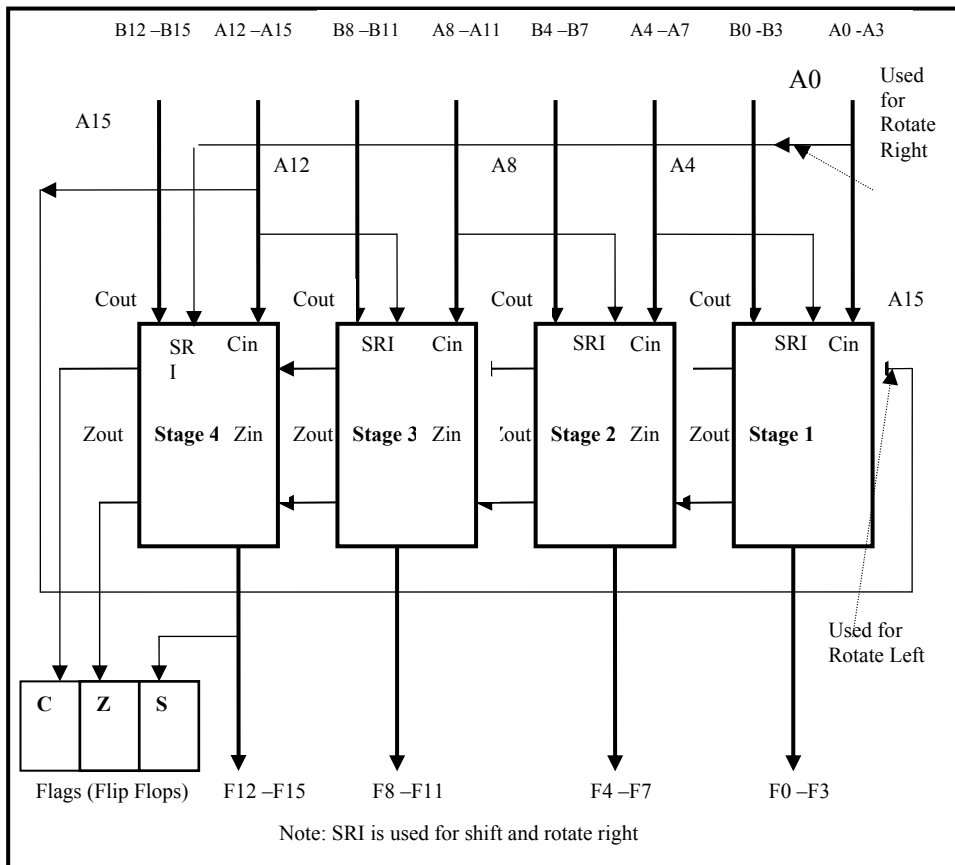 B12 –B15 A12 –A15 B8 – B11 A8 –A11 B4 – B7 A4 –A7 B0 -B3 A0 -A3
A0
Used
for
Rotate
Right
A15
A12
A8
A4
Cout
Cout
Cout
Cout
A15
SR
I
Cin
SRI
Cin
SRI
Cin
SRI
Cin
Zout
Stage 4
Zin
Zout
Stage 3
Zin
Zout
Stage 2
Zin
Zout
Stage 1
Used for
Rotate Left
C Z S
Flags (Flip Flops)
F12 –F15
F8 –F11
F4 –F7
F0 –F3
Note: SRI is used for shift and rotate right